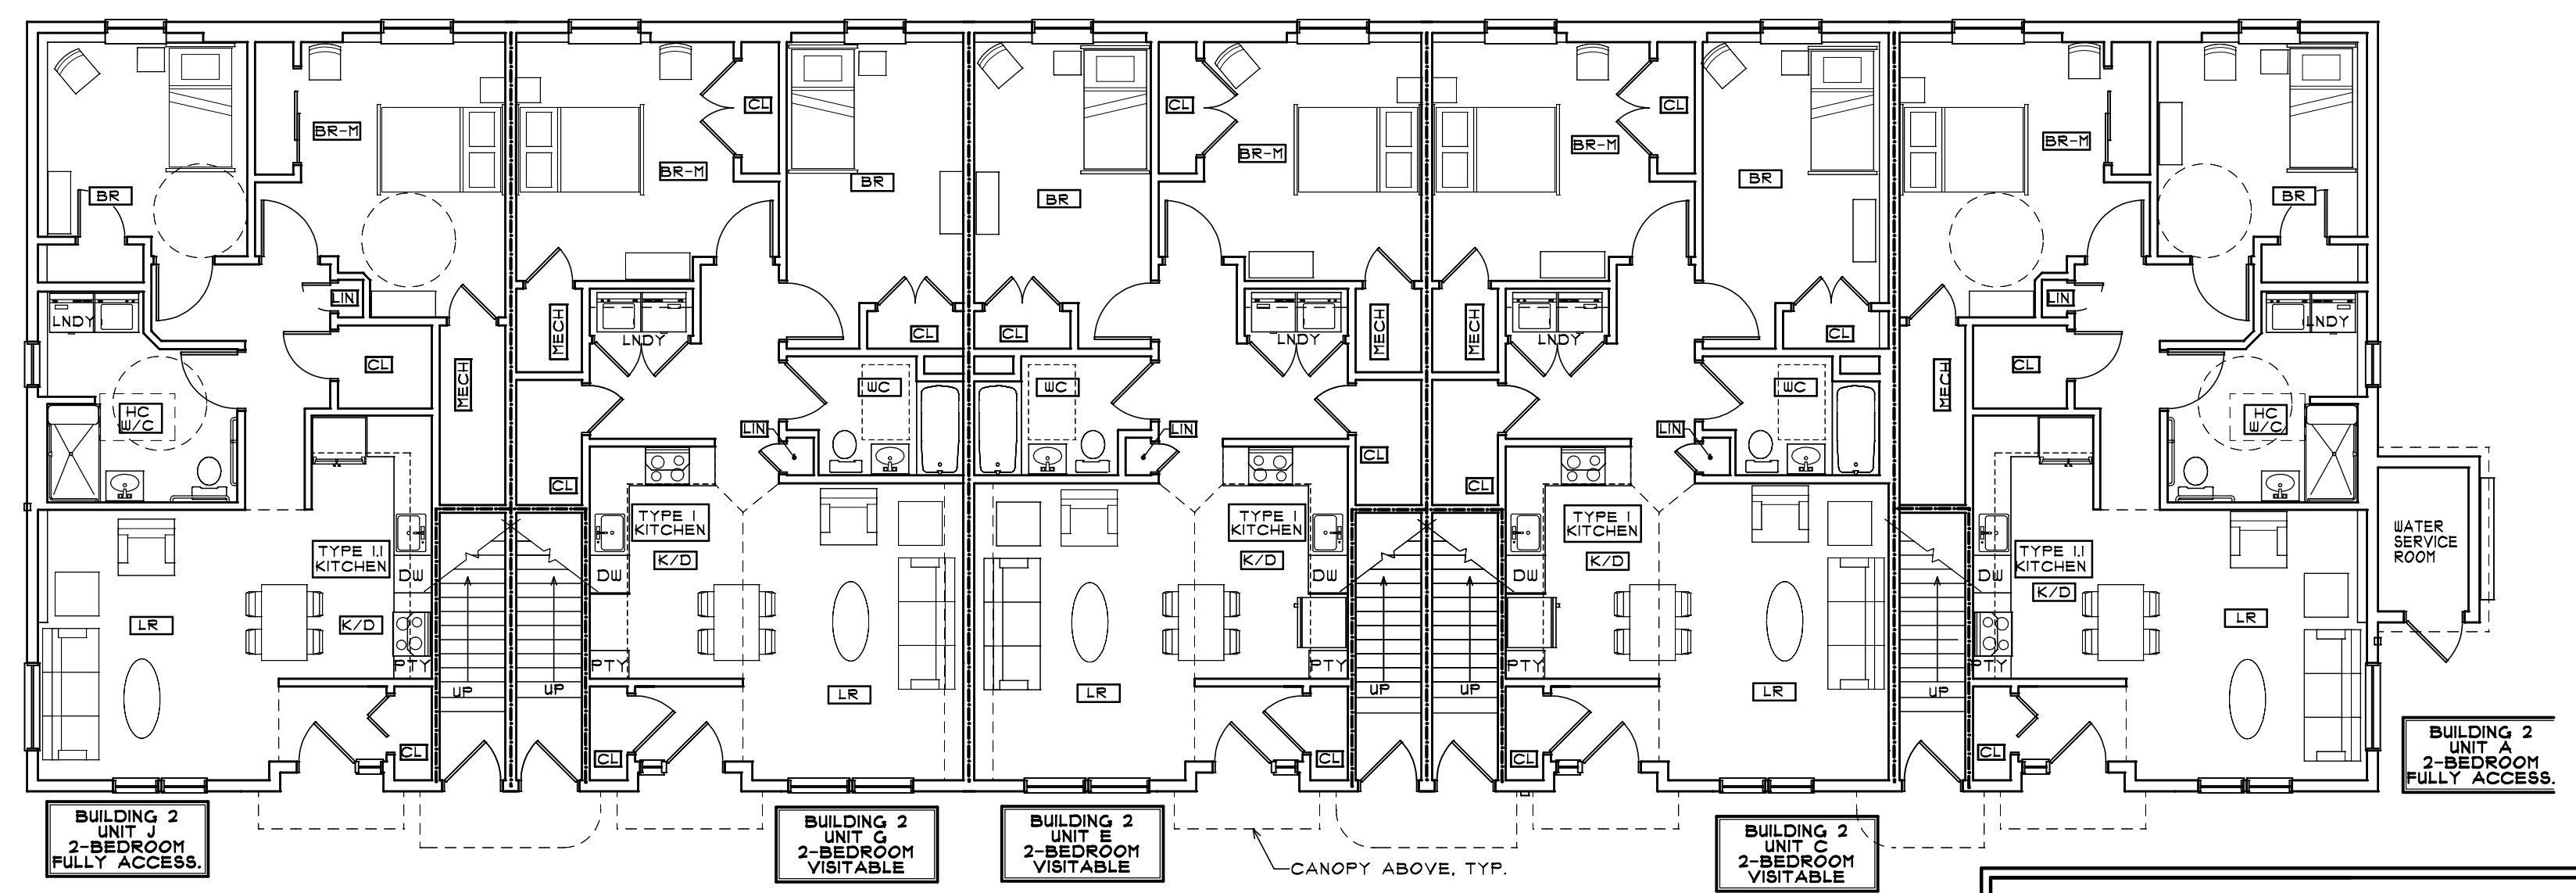 BR
BR-M
LIN
LNDY
CL
MECH
HC
W/C
TYPE 1.1
KITCHEN
DW
K/D
LR
PTY
UP
CL
BUILDING 2
UNIT J
2-BEDROOM
FULLY ACCESS.
BR-M
CL
BR
MECH
LNDY
CL
WC
LIN
CL
TYPE 1
KITCHEN
K/D
DW
PTY
UP
LR
CL
BUILDING 2
UNIT G
2-BEDROOM
VISITABLE
BR
CL
BR-M
CL
LNDY
MECH
WC
LIN
CL
TYPE 1
KITCHEN
K/D
DW
PTY
UP
LR
CL
BUILDING 2
UNIT E
2-BEDROOM
VISITABLE
CANOPY ABOVE, TYP.
BR-M
CL
BR
MECH
LNDY
CL
WC
LIN
CL
TYPE 1
KITCHEN
K/D
DW
PTY
UP
LR
CL
BUILDING 2
UNIT C
2-BEDROOM
VISITABLE
BR-M
BR
LIN
LNDY
CL
MECH
HC
W/C
TYPE 1.1
KITCHEN
DW
K/D
LR
PTY
UP
CL
WATER
SERVICE
ROOM
BUILDING 2
UNIT A
2-BEDROOM
FULLY ACCESS.